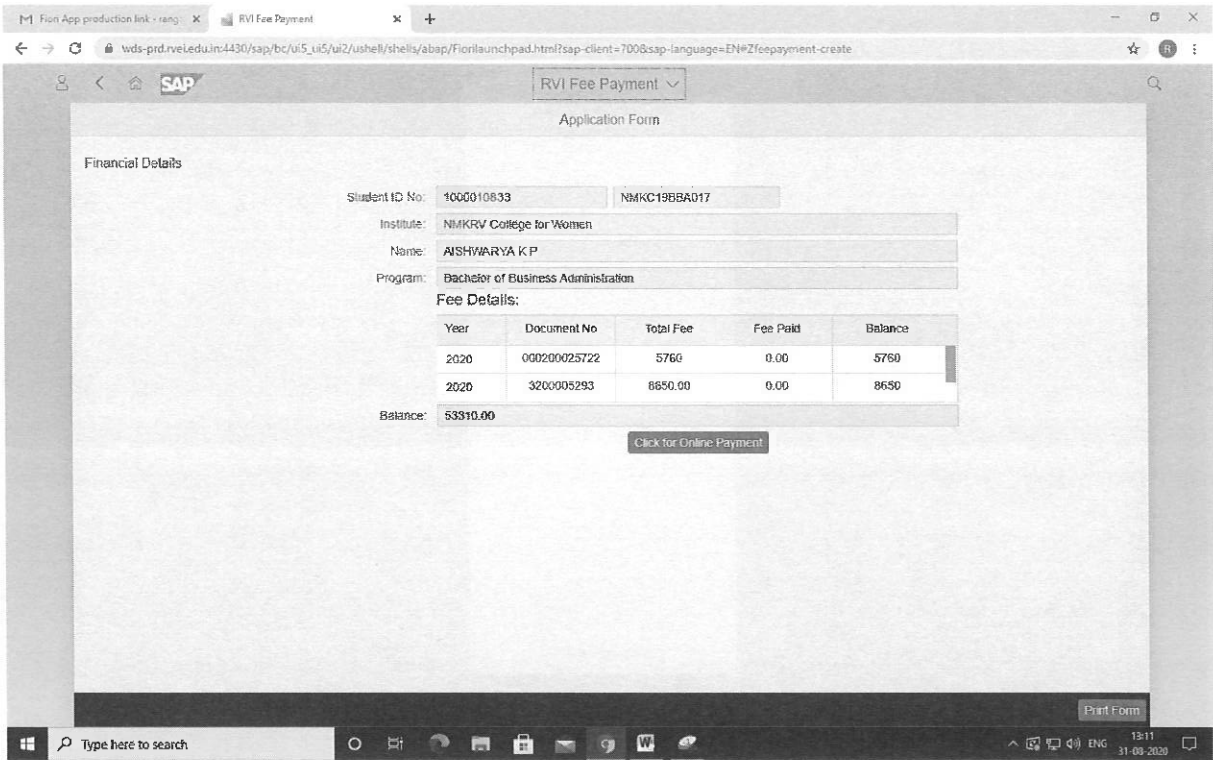 Fiori App production link - rang
RVI Fee Payment
wds-prd.rvei.edu.in:4430/sap/bc/ui5_ui5/ui2/ushell/shells/abap/Fiorilaunchpad.html?sap-client=700&sap-language=EN#Zfeepayment-create
R
SAP
RVI Fee Payment
Application Form
Financial Details
Student ID No: 1000010833 NMKC19BBA017
Institute: NMKRV College for Women
Name: AISHWARYA K P
Program: Bachelor of Business Administration
Fee Details:
Year Document No Total Fee Fee Paid Balance
2020 000200025722 5760 0.00 5760
2020 3200005293 8650.00 0.00 8650
Balance: 53310.00
Click for Online Payment
Print Form
Type here to search
ENG
13:11
31-08-2020